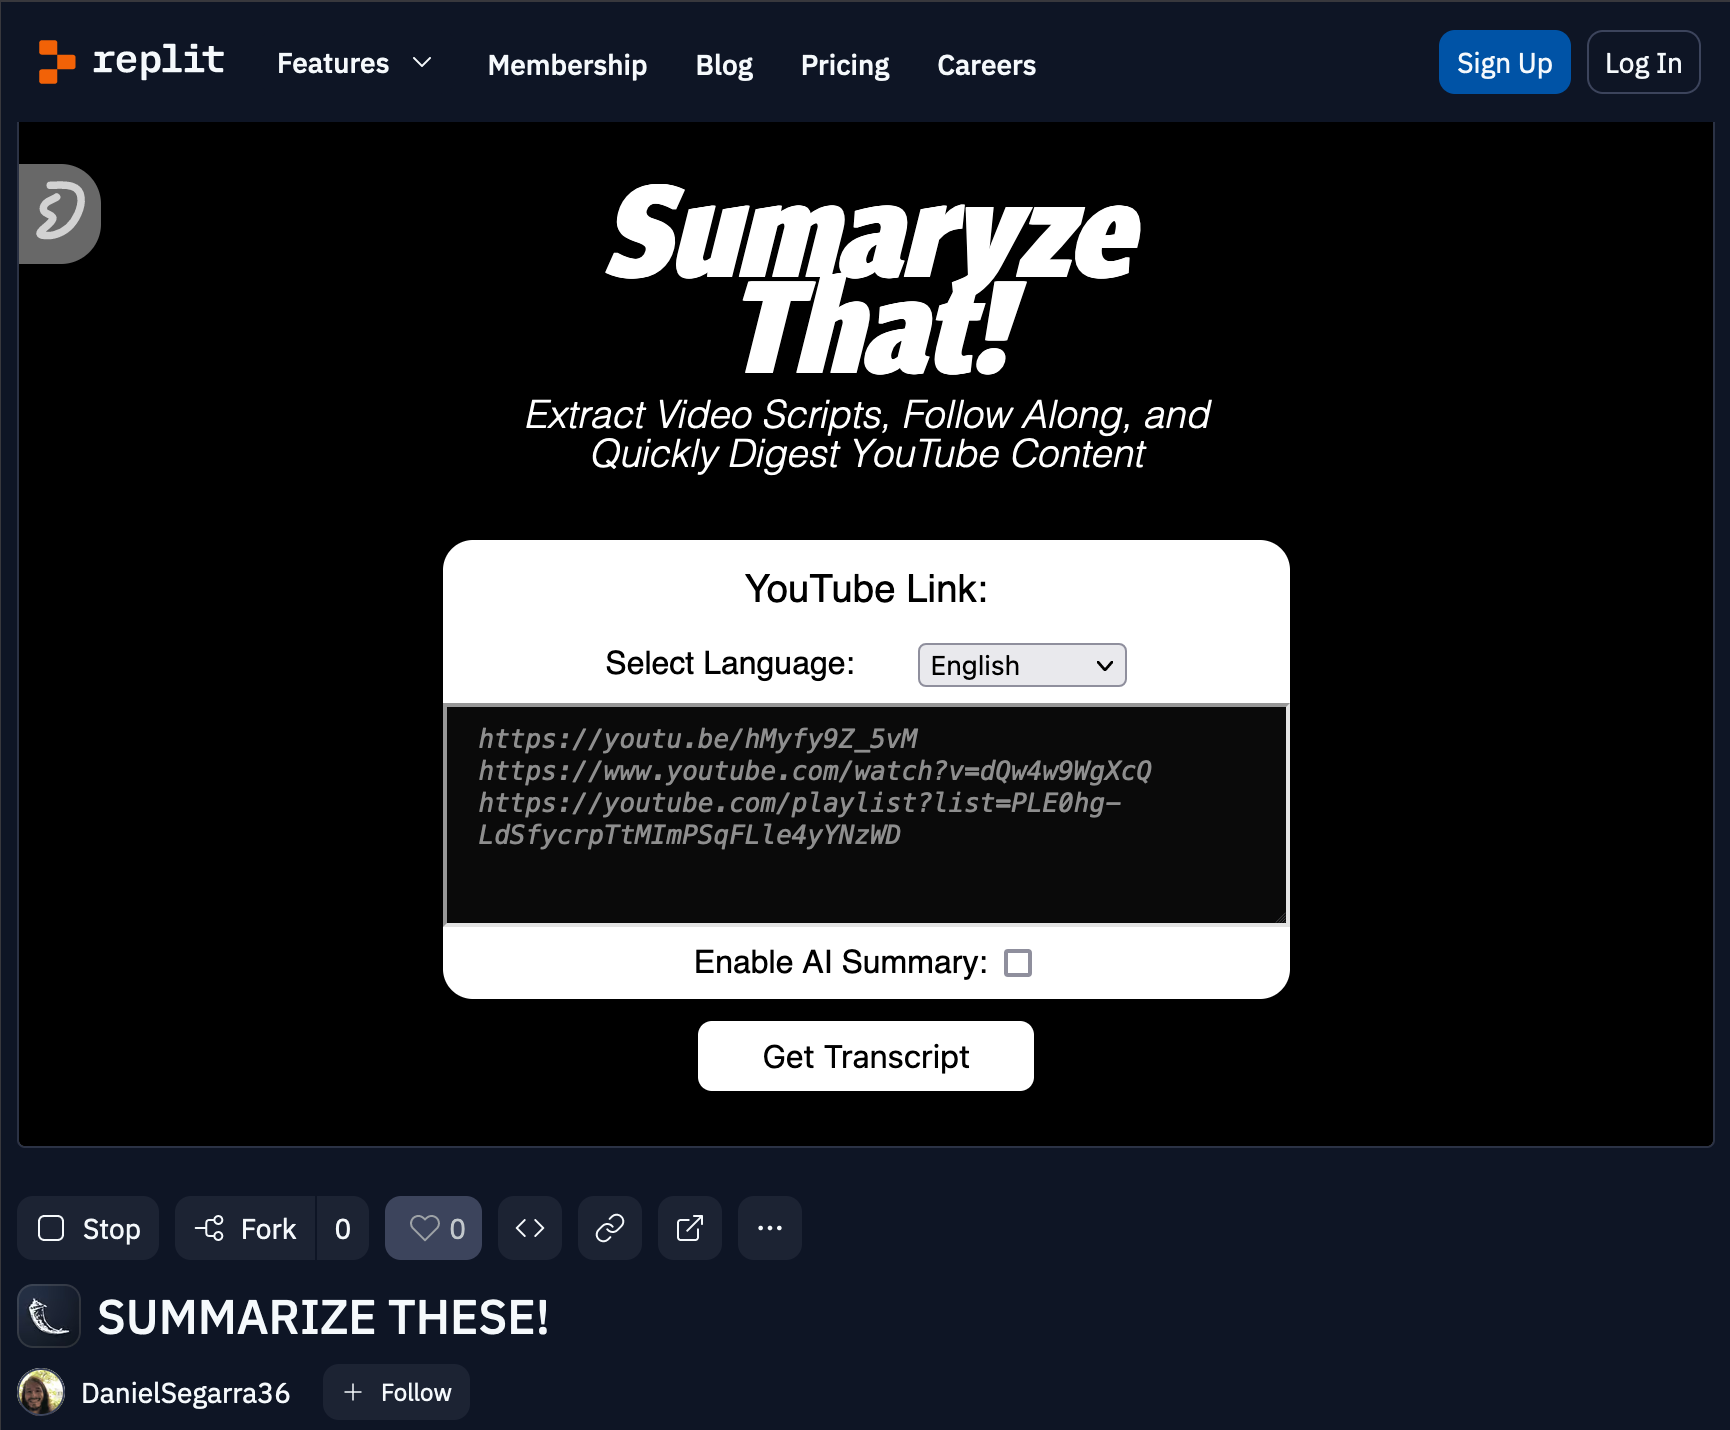 replit
Features
Membership
Blog
Pricing
Careers
Sign Up
Log In
Sumaryze
That!
Extract Video Scripts, Follow Along, and
Quickly Digest YouTube Content
YouTube Link:
Select Language:
English
https://youtu.be/hMyfy9Z_5vM
https://www.youtube.com/watch?v=dQw4w9WgXcQ
https://youtube.com/playlist?list=PLE0hg-
LdSfycrpTtMImPSqFLle4yYNzWD
Enable AI Summary:
Get Transcript
Stop
Fork
0
0
SUMMARIZE THESE!
DanielSegarra36
+ Follow